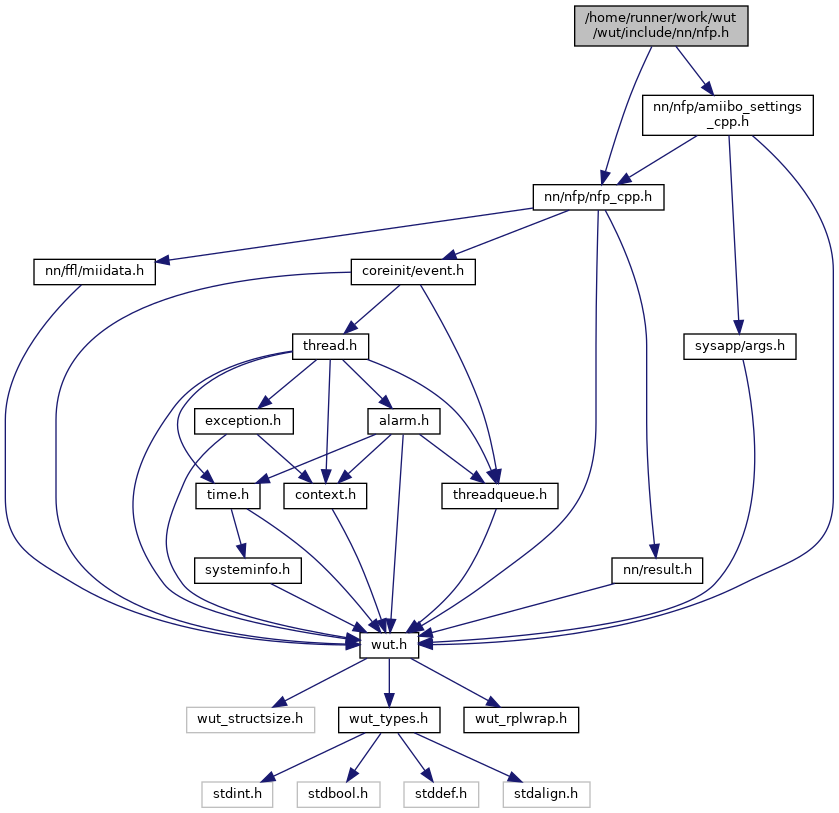 /home/runner/work/wut
/wut/include/nn/nfp.h
nn/nfp/amiibo_settings
_cpp.h
nn/nfp/nfp_cpp.h
nn/ffl/miidata.h
coreinit/event.h
thread.h
sysapp/args.h
exception.h
alarm.h
time.h
context.h
threadqueue.h
systeminfo.h
nn/result.h
wut.h
wut_structsize.h
wut_types.h
wut_rplwrap.h
stdint.h
stdbool.h
stddef.h
stdalign.h